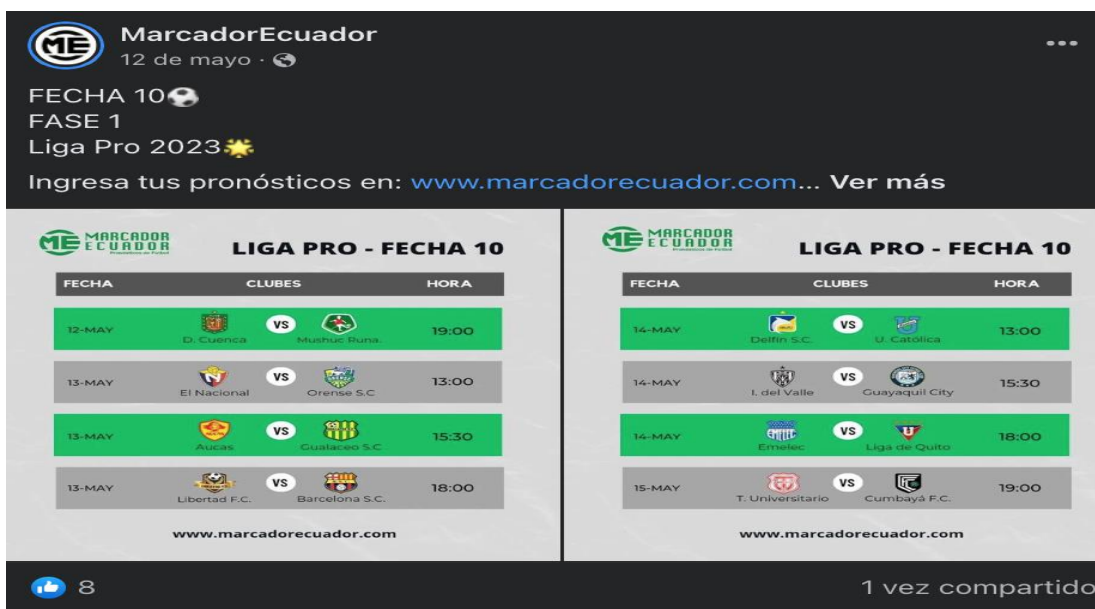 ME
MarcadorEcuador
12 de mayo ·
FECHA 10
FASE 1
Liga Pro 2023
Ingresa tus pronósticos en: www.marcadorecuador.com... Ver más
ME MARCADOR
ECUADOR
LIGA PRO - FECHA 10
FECHA CLUBES HORA
12-MAY D. Cuenca VS Mushuc Runa. 19:00
13-MAY El Nacional VS Orense S.C 13:00
13-MAY Aucas VS Gualaceo S.C 15:30
13-MAY Libertad F.C. VS Barcelona S.C. 18:00
www.marcadorecuador.com
ME MARCADOR
ECUADOR
LIGA PRO - FECHA 10
FECHA CLUBES HORA
14-MAY Delfin S.C. VS U. Católica 13:00
14-MAY I. del Valle VS Guayaquil City 15:30
14-MAY Emelec VS Liga de Quito 18:00
15-MAY T. Universitario VS Cumbayá F.C. 19:00
www.marcadorecuador.com
8
1 vez compartido